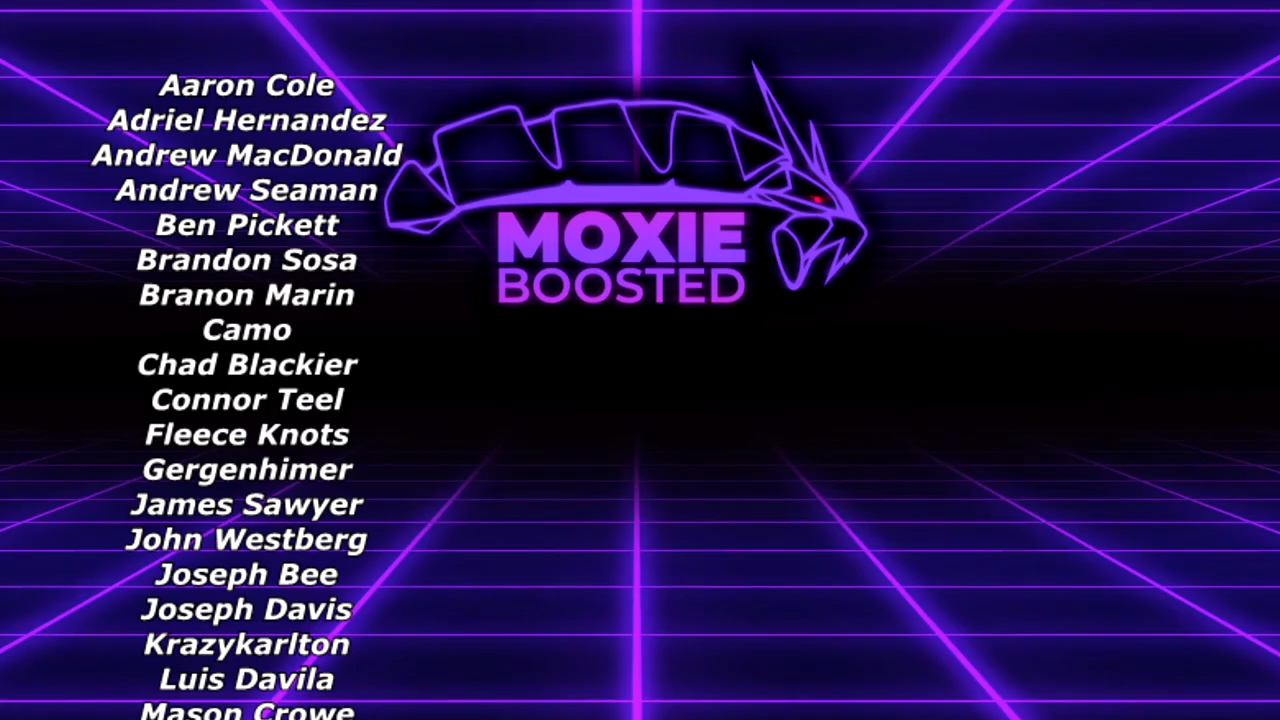 Aaron Cole
Adriel Hernandez
Andrew MacDonald
Andrew Seaman
Ben Pickett
Brandon Sosa
Branon Marin
Camo
Chad Blackier
Connor Teel
Fleece Knots
Gergenhimer
James Sawyer
John Westberg
Joseph Bee
Joseph Davis
Krazykarlton
Luis Davila
Mason Crowe
MOXIE
BOOSTED